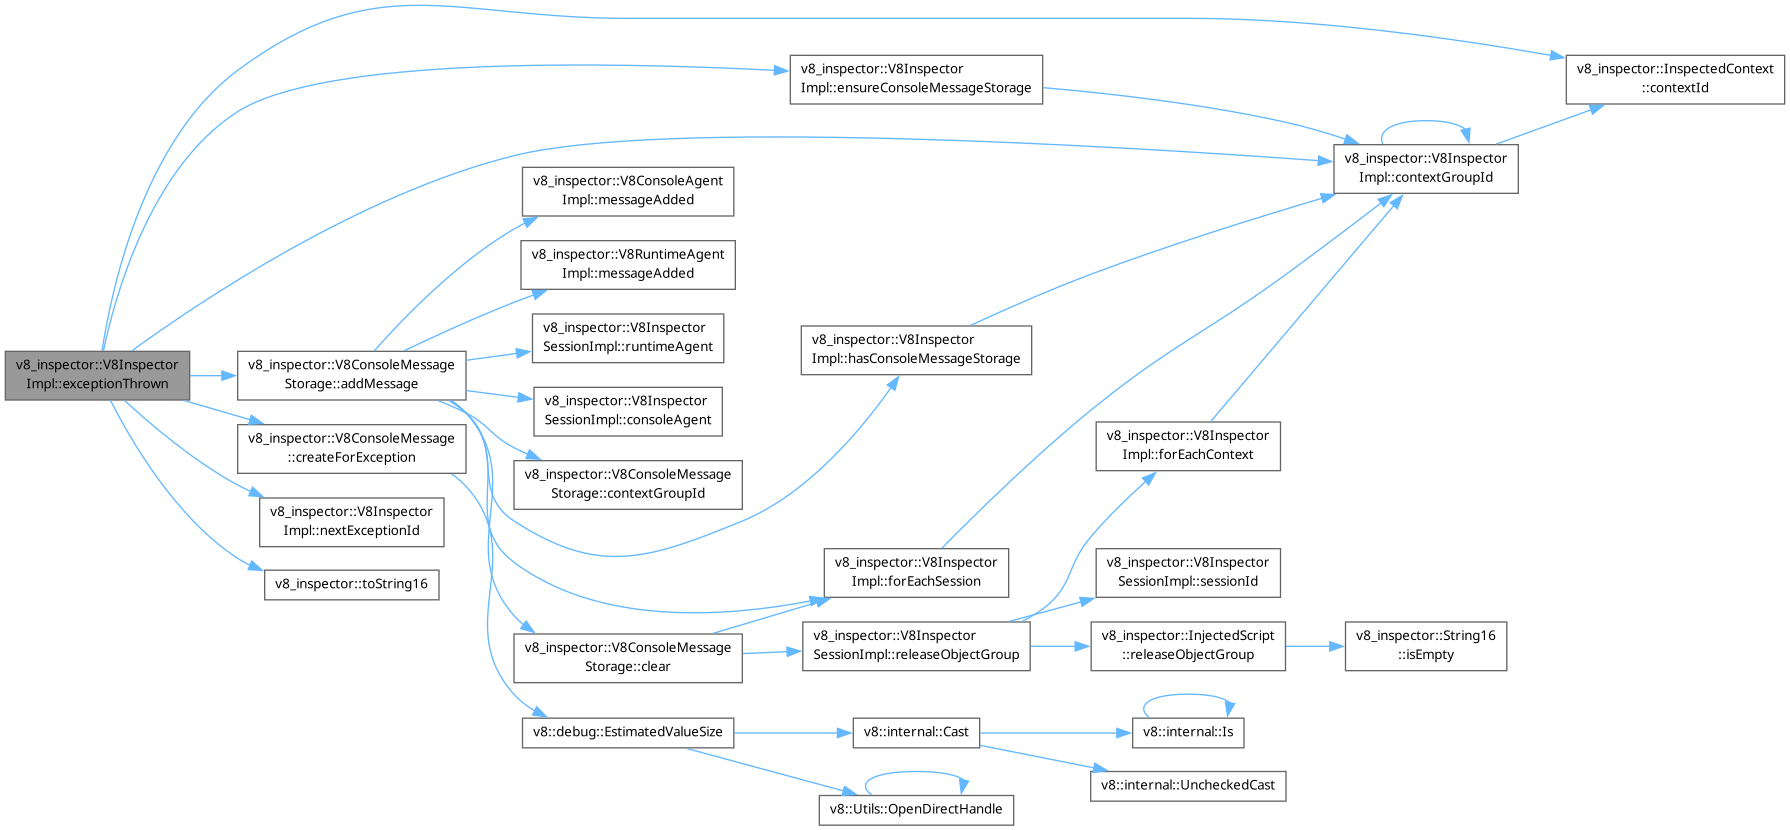 v8_inspector::V8Inspector
Impl::exceptionThrown
v8_inspector::InspectedContext
::contextId
v8_inspector::V8Inspector
Impl::ensureConsoleMessageStorage
v8_inspector::V8Inspector
Impl::contextGroupId
v8_inspector::V8ConsoleMessage
Storage::addMessage
v8_inspector::V8ConsoleAgent
Impl::messageAdded
v8_inspector::V8RuntimeAgent
Impl::messageAdded
v8_inspector::V8Inspector
SessionImpl::runtimeAgent
v8_inspector::V8Inspector
SessionImpl::consoleAgent
v8_inspector::V8ConsoleMessage
Storage::contextGroupId
v8_inspector::V8Inspector
Impl::hasConsoleMessageStorage
v8_inspector::V8Inspector
Impl::forEachSession
v8_inspector::V8ConsoleMessage
Storage::clear
v8_inspector::V8Inspector
SessionImpl::releaseObjectGroup
v8_inspector::V8Inspector
Impl::forEachContext
v8_inspector::V8Inspector
SessionImpl::sessionId
v8_inspector::InjectedScript
::releaseObjectGroup
v8_inspector::String16
::isEmpty
v8_inspector::V8ConsoleMessage
::createForException
v8::debug::EstimatedValueSize
v8::internal::Cast
v8::internal::Is
v8::internal::UncheckedCast
v8::Utils::OpenDirectHandle
v8_inspector::V8Inspector
Impl::nextExceptionId
v8_inspector::toString16